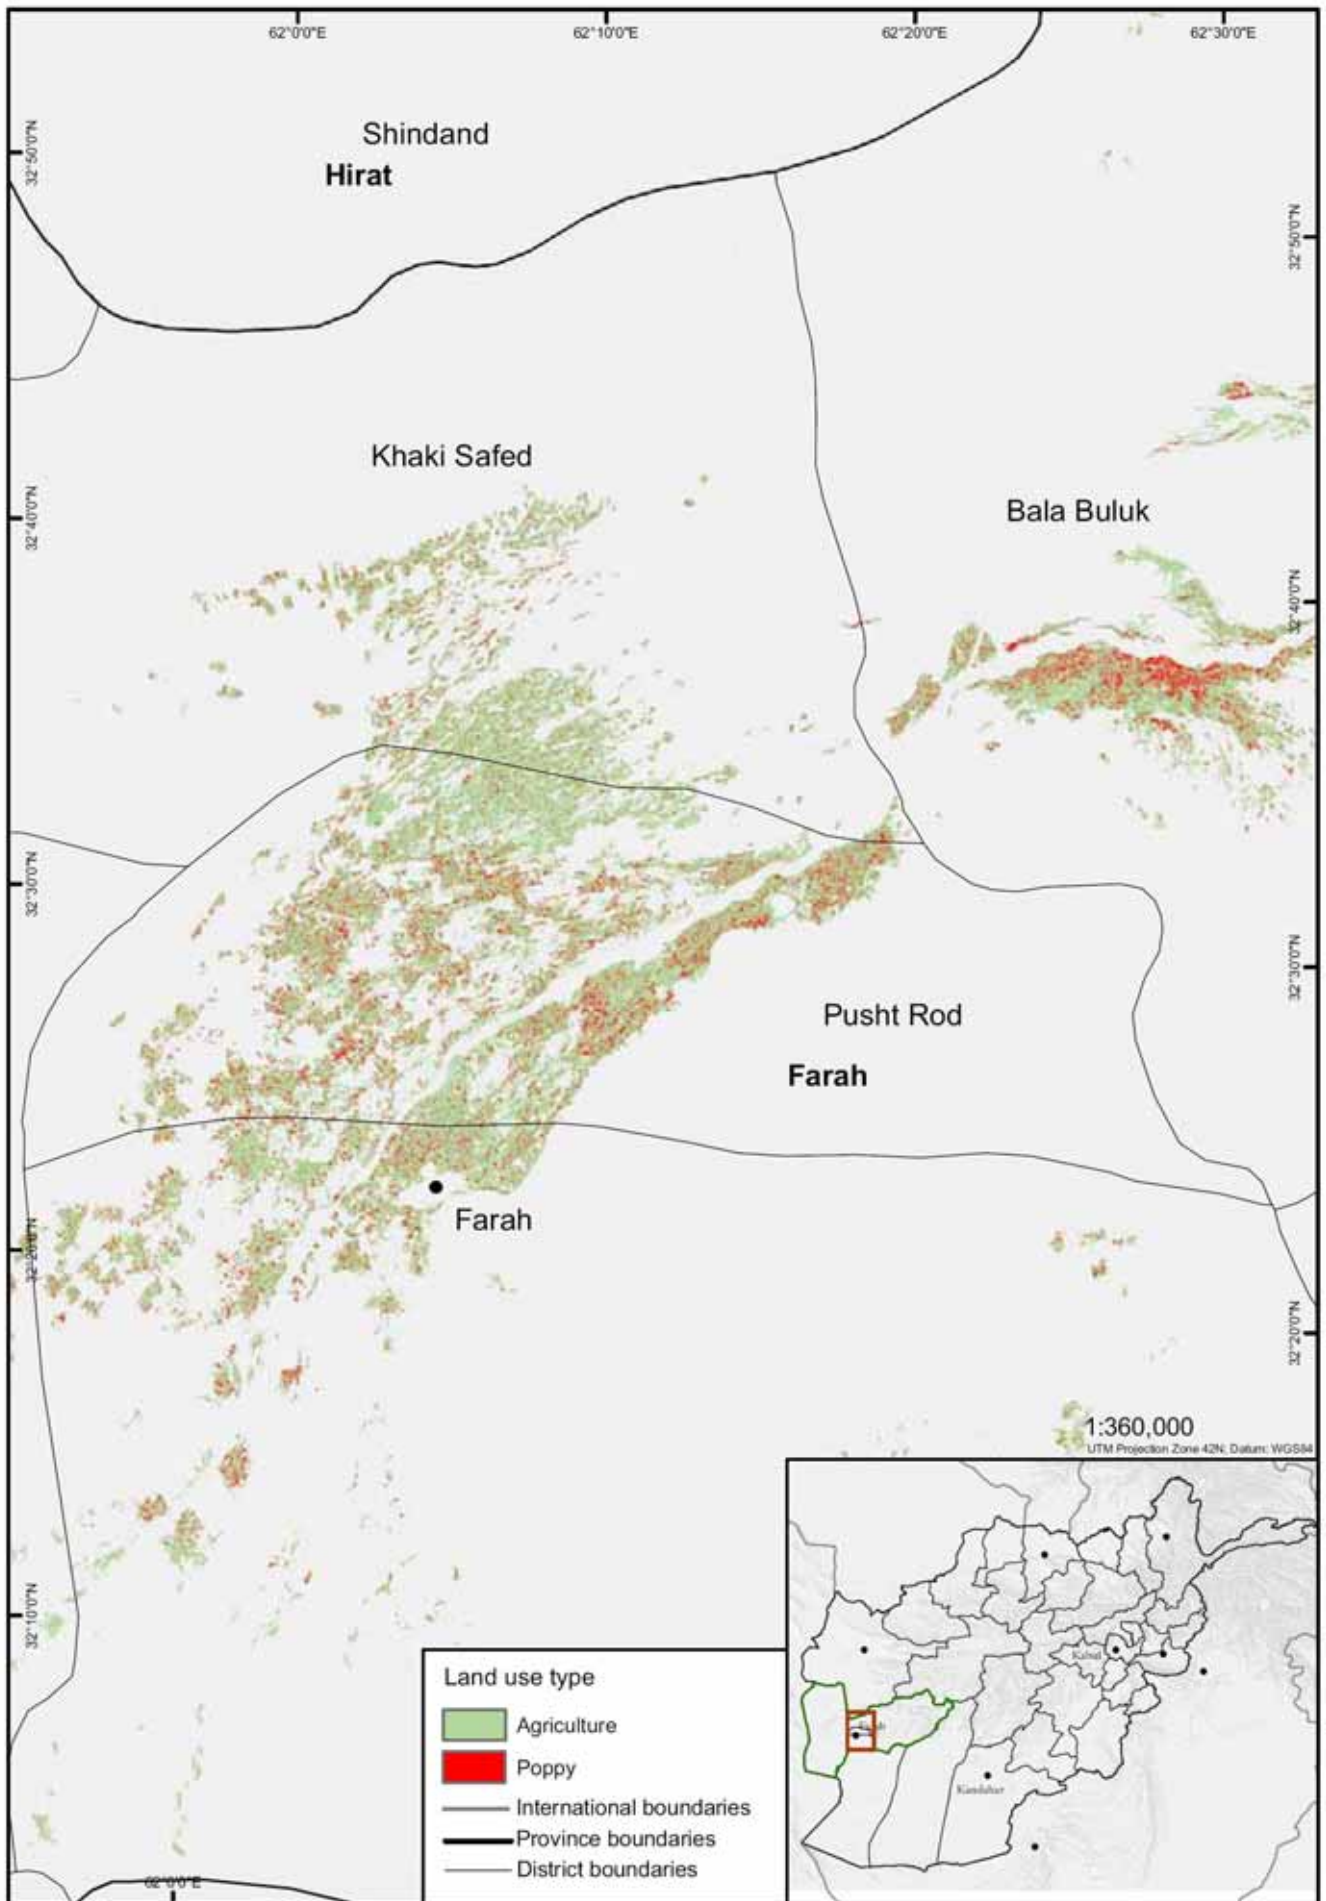 62°0'0"E
62°10'0"E
62°20'0"E
62°30'0"E
32°50'0"N
Shindand
Hirat
32°50'0"N
Khaki Safed
32°40'0"N
Bala Buluk
32°40'0"N
32°30'0"N
32°30'0"N
Pusht Rod
Farah
Farah
32°20'0"N
32°20'0"N
1:360,000
UTM Projection Zone 42N; Datum: WGS84
32°10'0"N
Kabul
Kandahar
Land use type
Agriculture
Poppy
International boundaries
Province boundaries
District boundaries
62°0'0"E